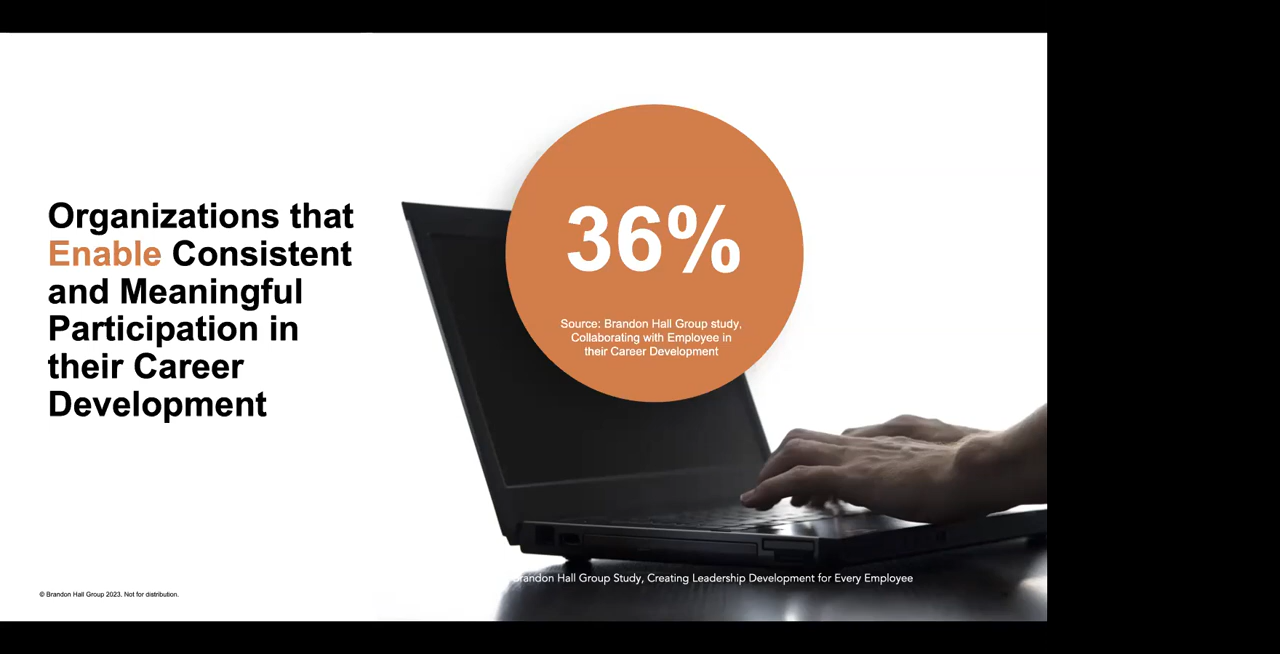 Organizations that
Enable Consistent
and Meaningful
Participation in
their Career
Development
36%
Source: Brandon Hall Group study,
Collaborating with Employee in
their Career Development
Brandon Hall Group Study, Creating Leadership Development for Every Employee
© Brandon Hall Group 2023. Not for distribution.